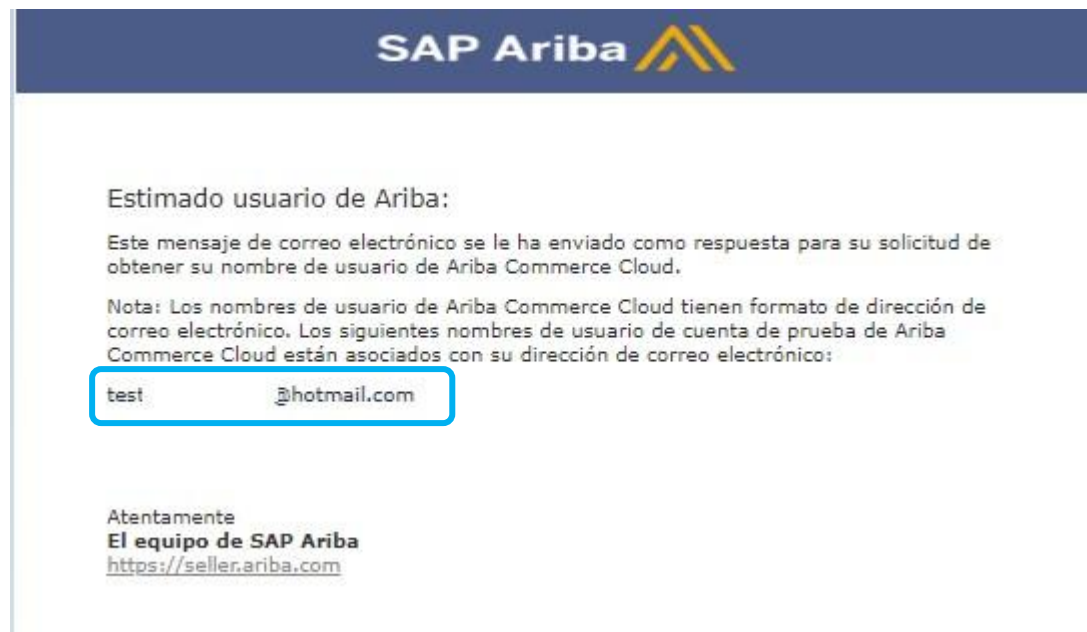 SAP Ariba
Estimado usuario de Ariba:
Este mensaje de correo electrónico se le ha enviado como respuesta para su solicitud de
obtener su nombre de usuario de Ariba Commerce Cloud.
Nota: Los nombres de usuario de Ariba Commerce Cloud tienen formato de dirección de
correo electrónico. Los siguientes nombres de usuario de cuenta de prueba de Ariba
Commerce Cloud están asociados con su dirección de correo electrónico:
test @hotmail.com
Atentamente
El equipo de SAP Ariba
https://seller.ariba.com